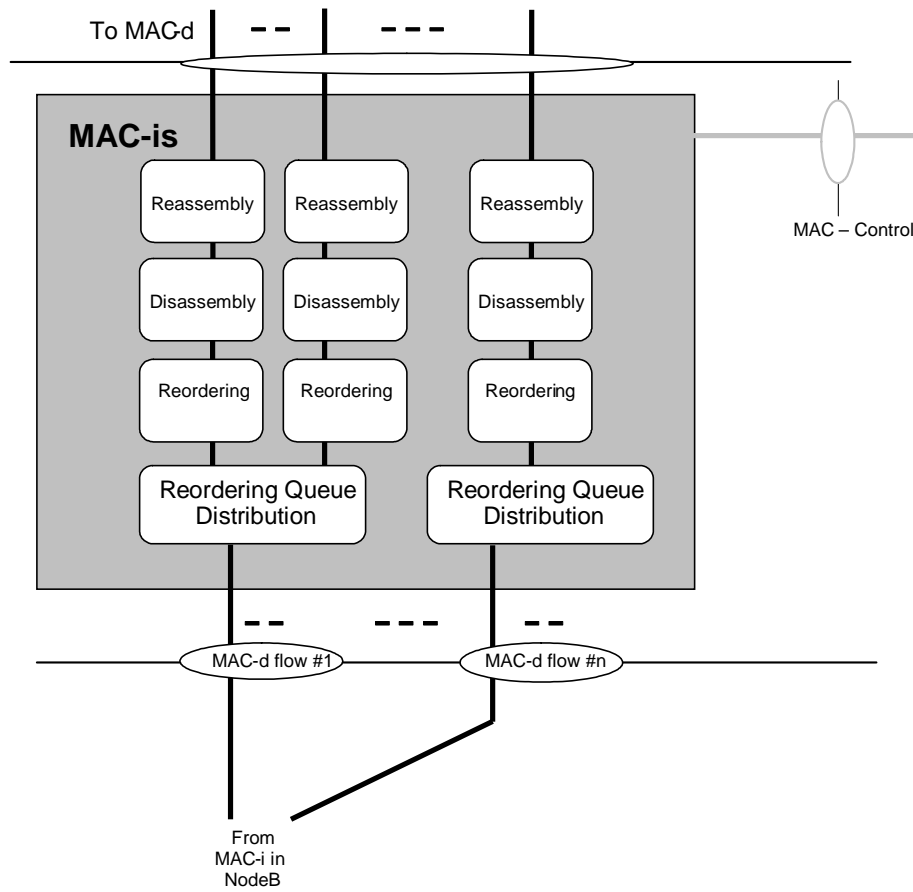 To MAC-d
MAC-is
MAC – Control
Reassembly Reassembly Reassembly
Disassembly Disassembly Disassembly
Reordering Reordering Reordering
Reordering Queue Distribution
Reordering Queue Distribution
MAC-d flow #1 MAC-d flow #n
From
MAC-i in
NodeB